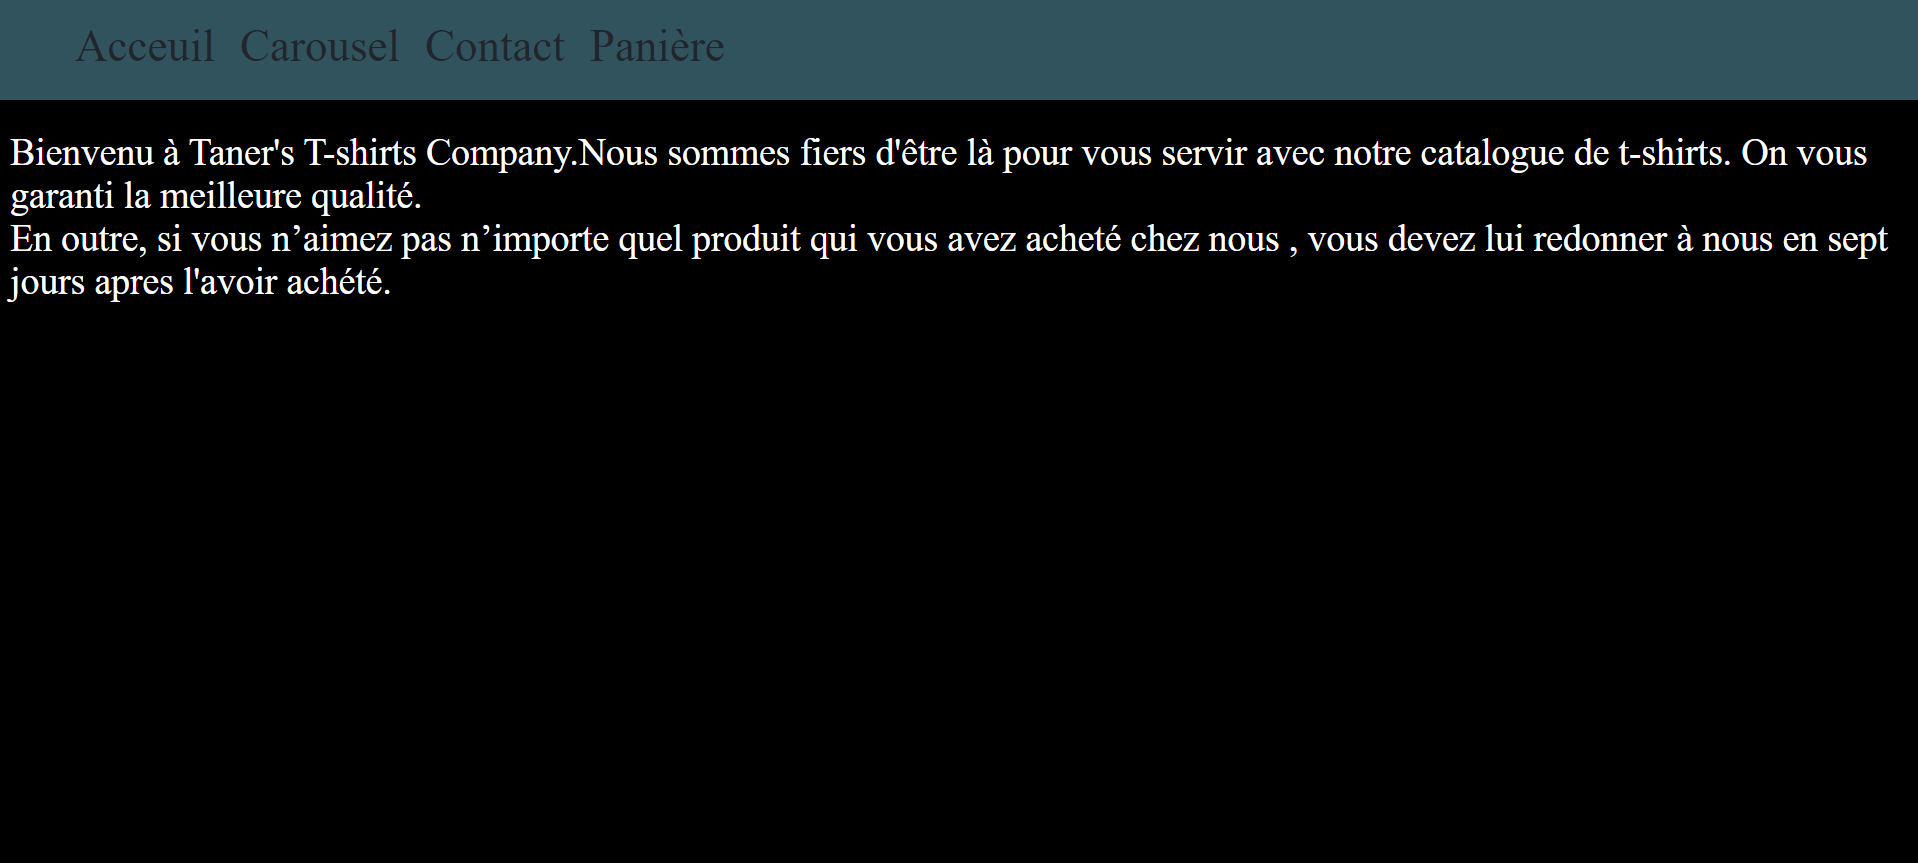 Acceuil Carousel Contact Panière
Bienvenu à Taner's T-shirts Company.Nous sommes fiers d'être là pour vous servir avec notre catalogue de t-shirts. On vous
garanti la meilleure qualité.
En outre, si vous n’aimez pas n’importe quel produit qui vous avez acheté chez nous , vous devez lui redonner à nous en sept
jours apres l'avoir achété.